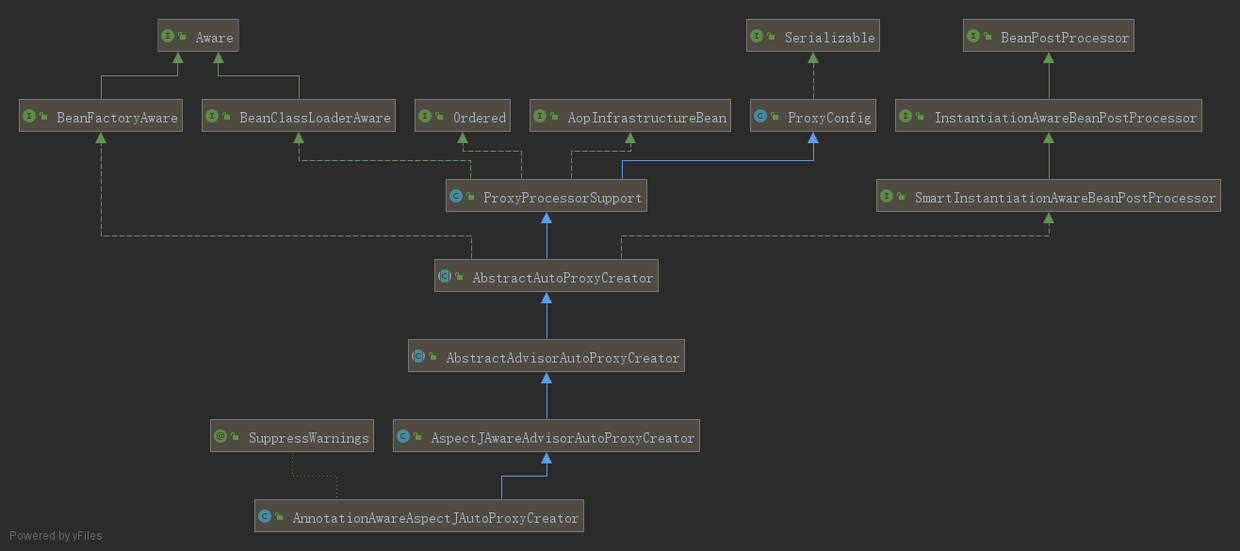 Aware
Serializable
BeanPostProcessor
BeanFactoryAware
BeanClassLoaderAware
Ordered
AopInfrastructureBean
ProxyConfig
InstantiationAwareBeanPostProcessor
ProxyProcessorSupport
SmartInstantiationAwareBeanPostProcessor
AbstractAutoProxyCreator
AbstractAdvisorAutoProxyCreator
SuppressWarnings
AspectJAwareAdvisorAutoProxyCreator
AnnotationAwareAspectJAutoProxyCreator
Powered by yFiles